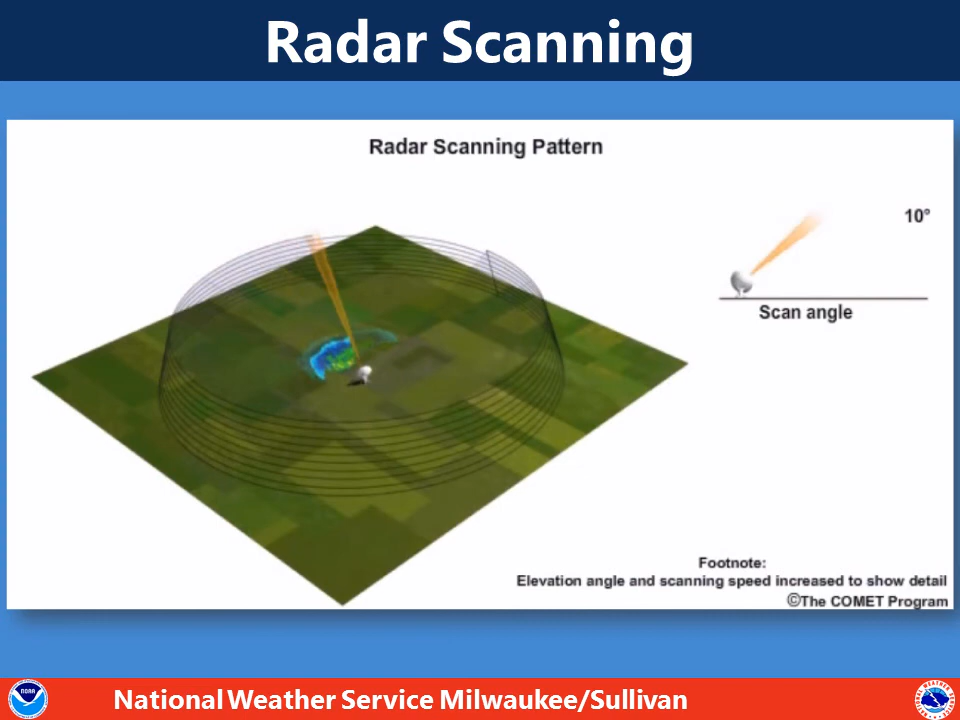 Radar Scanning
Radar Scanning Pattern
10°
Scan angle
Footnote:
Elevation angle and scanning speed increased to show detail
©The COMET Program
NOAA
National Weather Service Milwaukee/Sullivan